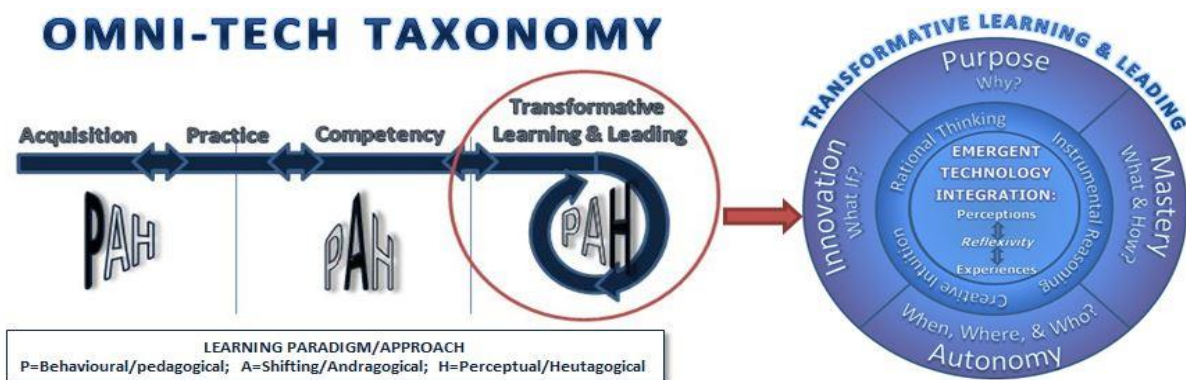 OMNI-TECH TAXONOMY
Acquisition
Practice
Competency
Transformative
Learning & Leading
PAH
PAH
PAH
LEARNING PARADIGM/APPROACH
P=Behavioural/pedagogical; A=Shifting/Andragogical; H=Perceptual/Heutagogical
TRANSFORMATIVE LEARNING & LEADING
Purpose
Why?
Mastery
What & How?
When, Where, & Who?
Autonomy
Innovation
What If?
Rational Thinking
Instrumental Reasoning
Creative Intuition
EMERGENT
TECHNOLOGY
INTEGRATION:
Perceptions
Reflexivity
Experiences